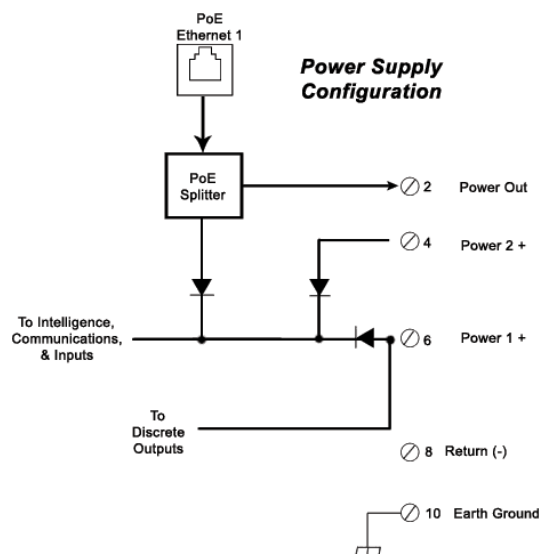 PoE
Ethernet 1
Power Supply
Configuration
PoE
Splitter
2 Power Out
4 Power 2 +
To Intelligence,
Communications,
& Inputs
6 Power 1 +
To
Discrete
Outputs
8 Return (-)
10 Earth Ground